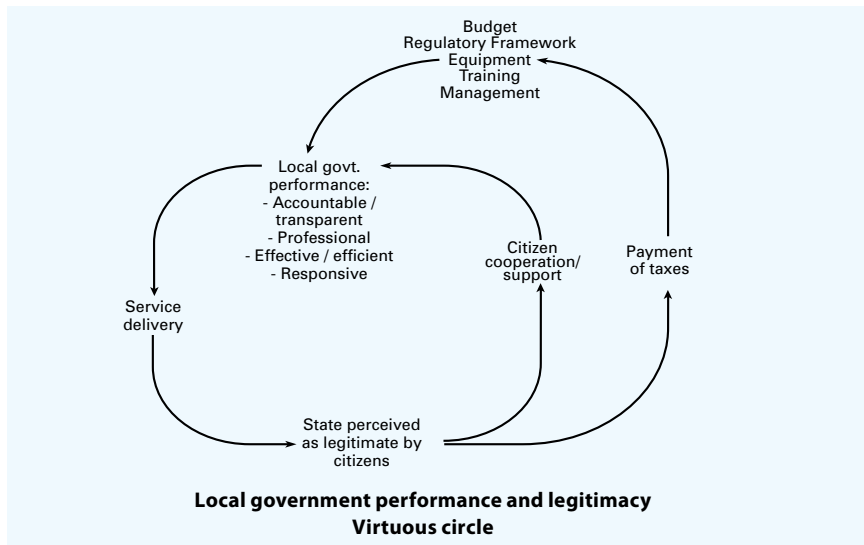 Budget
Regulatory Framework
Equipment
Training
Management
Local govt.
performance:
- Accountable /
transparent
- Professional
- Effective / efficient
- Responsive
Citizen
cooperation/
support
Payment
of taxes
Service
delivery
State perceived
as legitimate by
citizens
Local government performance and legitimacy
Virtuous circle